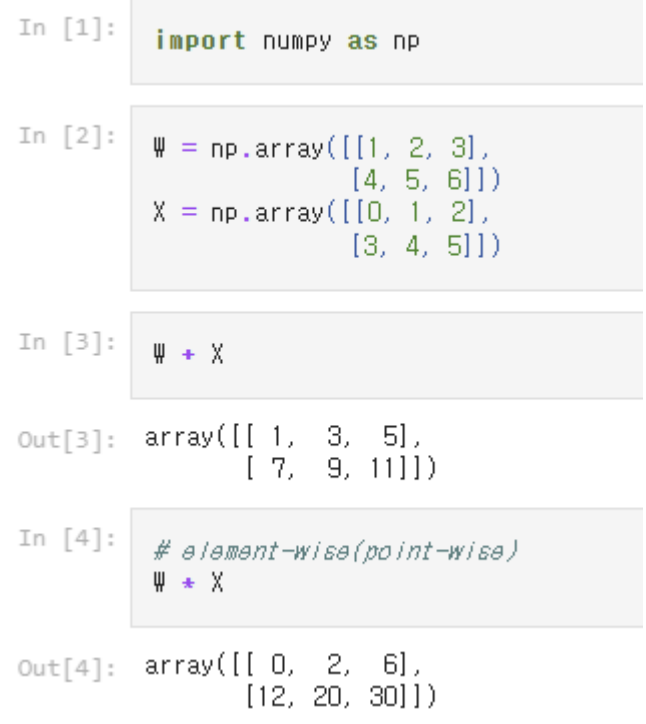 In [1]: import numpy as np
In [2]: W = np.array([[1, 2, 3],
[4, 5, 6]])
X = np.array([[0, 1, 2],
[3, 4, 5]])
In [3]: W + X
Out[3]: array([[ 1,  3,  5],
[ 7,  9, 11]])
In [4]: # element-wise(point-wise)
W * X
Out[4]: array([[ 0,  2,  6],
[12, 20, 30]])